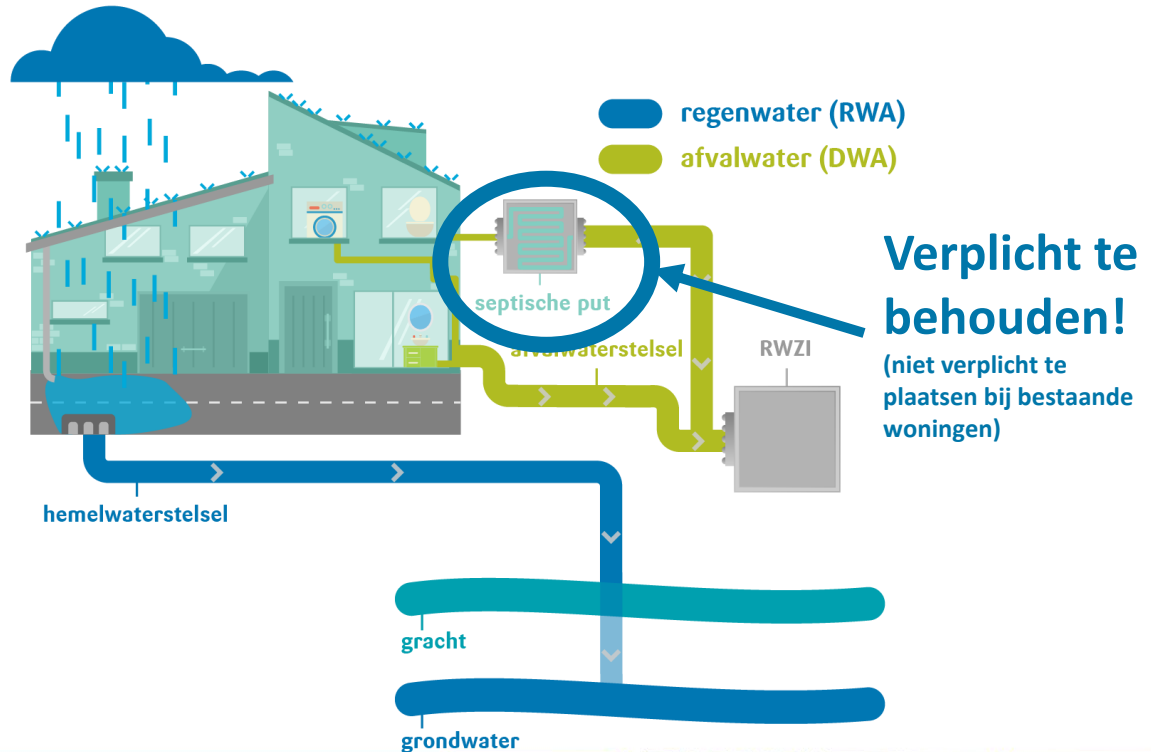 regenwater (RWA)
afvalwater (DWA)
Verplicht te
behouden!
(niet verplicht te
plaatsen bij bestaande
woningen)
septische put
afvalwaterstelsel
RWZI
hemelwaterstelsel
gracht
grondwater